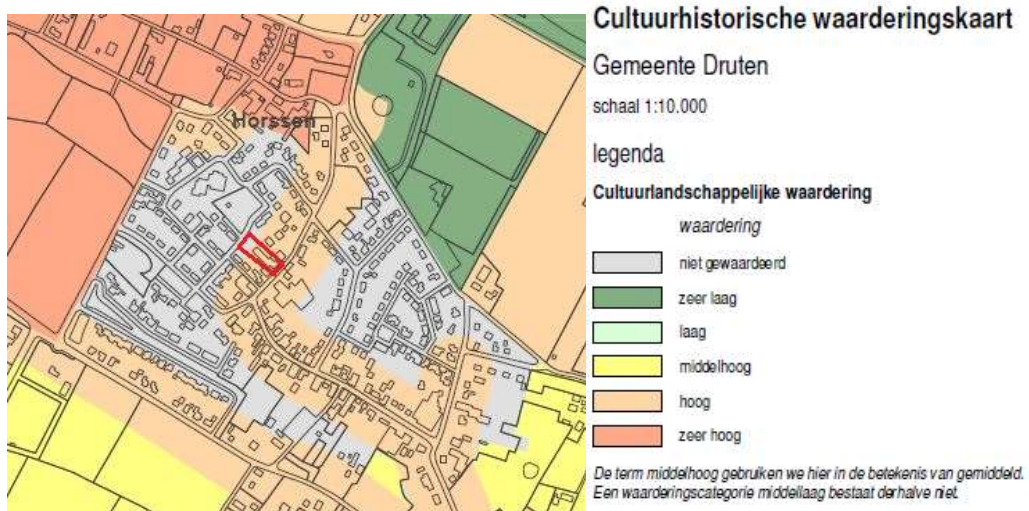 Horssen
Cultuurhistorische waarderingskaart
Gemeente Druten
schaal 1:10.000
legenda
Cultuurlandschappelijke waardering
waardering
niet gewaardeerd
zeer laag
laag
middelhoog
hoog
zeer hoog
De term middelhoog gebruiken we hier in de betekenis van gemiddeld.
Een waarderingscategorie middellaag bestaat derhalve niet.